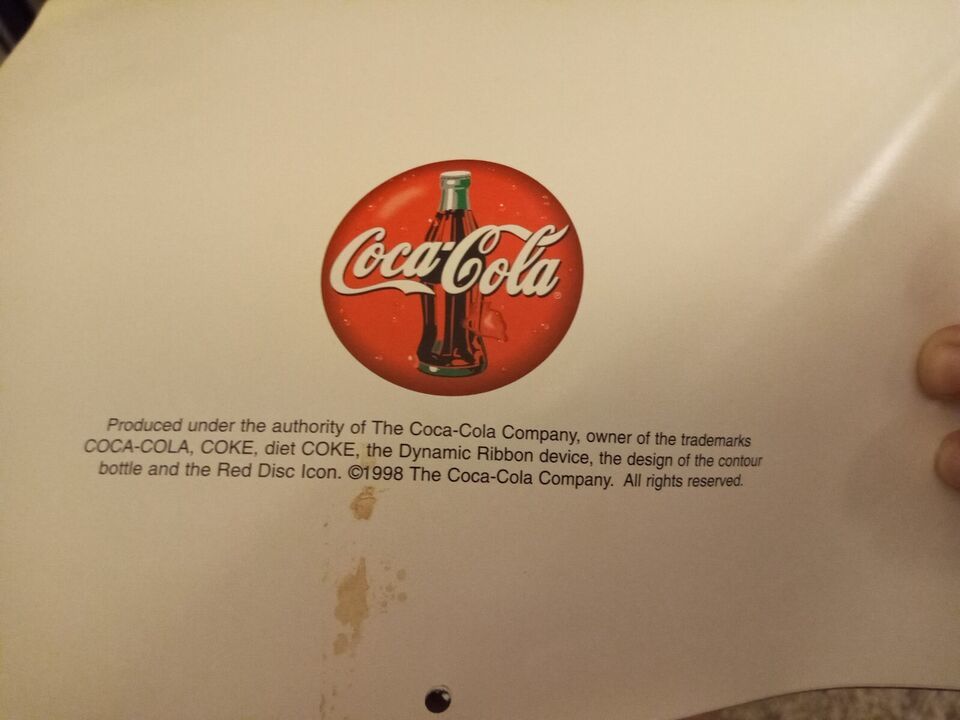 Coca-Cola®
Produced under the authority of The Coca-Cola Company, owner of the trademarks
COCA-COLA, COKE, diet COKE, the Dynamic Ribbon device, the design of the contour
bottle and the Red Disc Icon. ©1998 The Coca-Cola Company. All rights reserved.